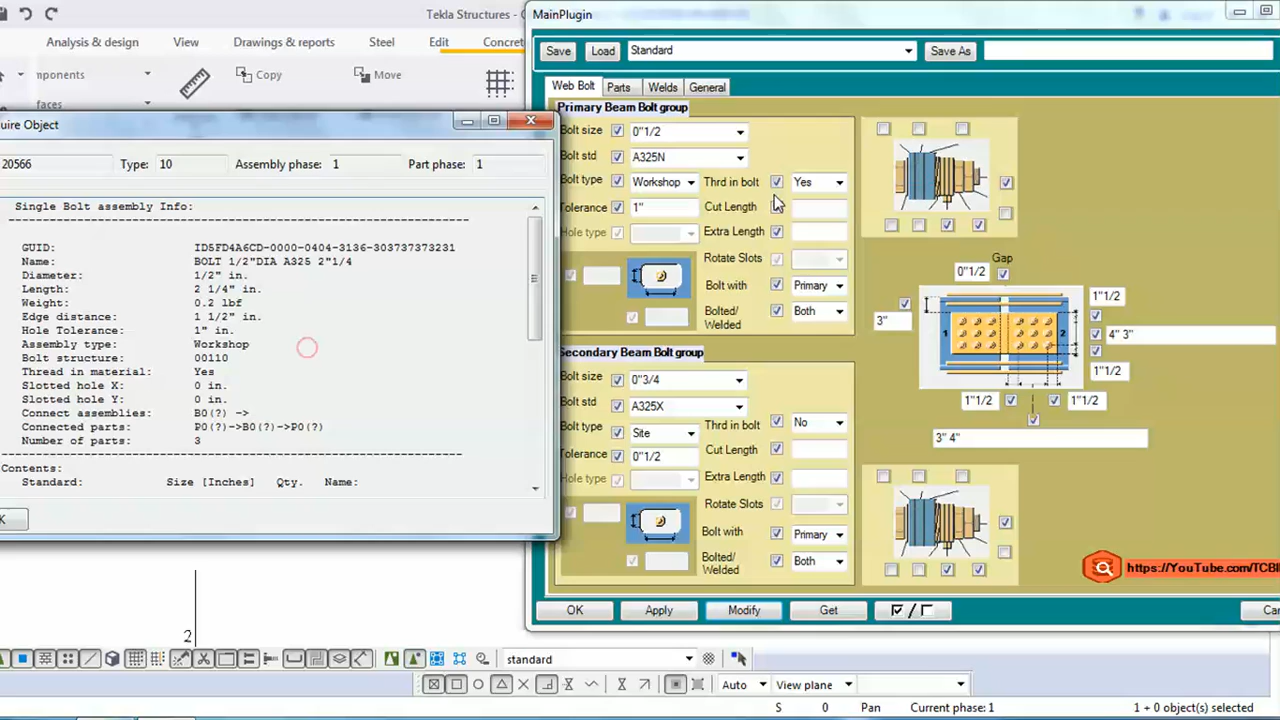 Tekla Structures - C
MainPlugin
Analysis & design
View
Drawings & reports
Steel
Edit
Concre
mponents
Copy
Move
faces
Save
Load
Standard
Save As
Web Bolt
Parts
Welds
General
uire Object
20566
Type: 10
Assembly phase: 1
Part phase: 1
Single Bolt assembly Info:
GUID: ID5FD4A6CD-0000-0404-3136-303737373231
Name: BOLT 1/2"DIA A325 2"1/4
Diameter: 1/2" in.
Length: 2 1/4" in.
Weight: 0.2 lbf
Edge distance: 1 1/2" in.
Hole Tolerance: 1" in.
Assembly type: Workshop
Bolt structure: 00110
Thread in material: Yes
Slotted hole X: 0 in.
Slotted hole Y: 0 in.
Connect assemblies: B0(?) ->
Connected parts: P0(?)->B0(?)->P0(?)
Number of parts: 3
Contents:
Standard: Size [Inches] Qty. Name:
K
Primary Beam Bolt group
Bolt size 0"1/2
Bolt std A325N
Bolt type Workshop Thrd in bolt Yes
Tolerance 1" Cut Length
Hole type Extra Length
Rotate Slots
Bolt with Primary
Bolted/
Welded Both
Secondary Beam Bolt group
Bolt size 0"3/4
Bolt std A325X
Bolt type Site Thrd in bolt No
Tolerance 0"1/2 Cut Length
Hole type Extra Length
Rotate Slots
Bolt with Primary
Bolted/
Welded Both
Gap
0"1/2
1"1/2
3"
1
2
4" 3"
1"1/2
1"1/2
1"1/2
3" 4"
https://YouTube.com/TCBI
OK
Apply
Modify
Get
/
Can
2
standard
Auto
View plane
S
0
Pan
Current phase: 1
1 + 0 object(s) selected